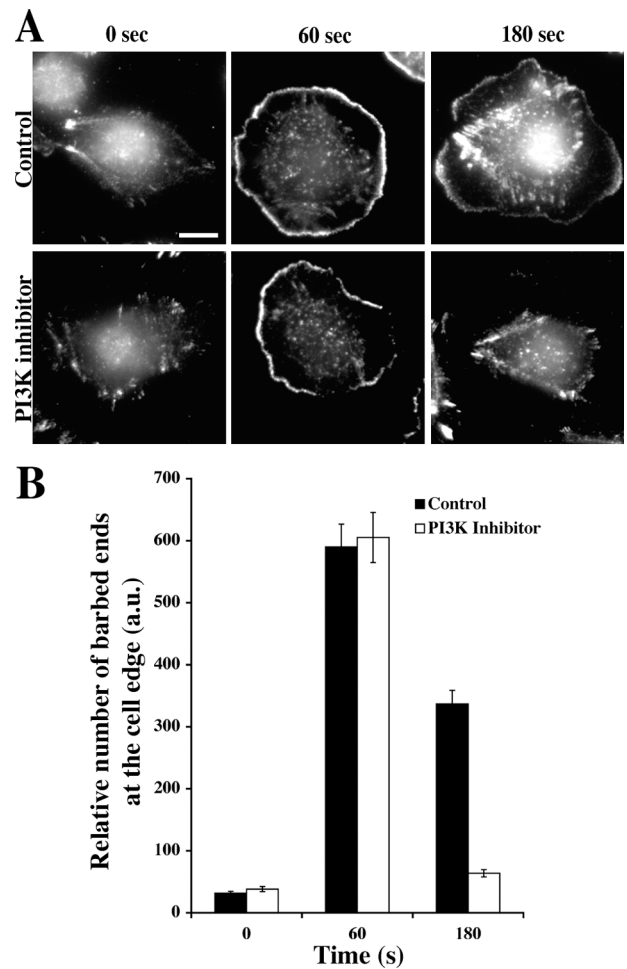 A
0 sec
60 sec
180 sec
Control
PI3K inhibitor
B
700
600
500
400
300
200
100
0
Relative number of barbed ends
at the cell edge (a.u.)
Control
PI3K Inhibitor
0
60
180
Time (s)